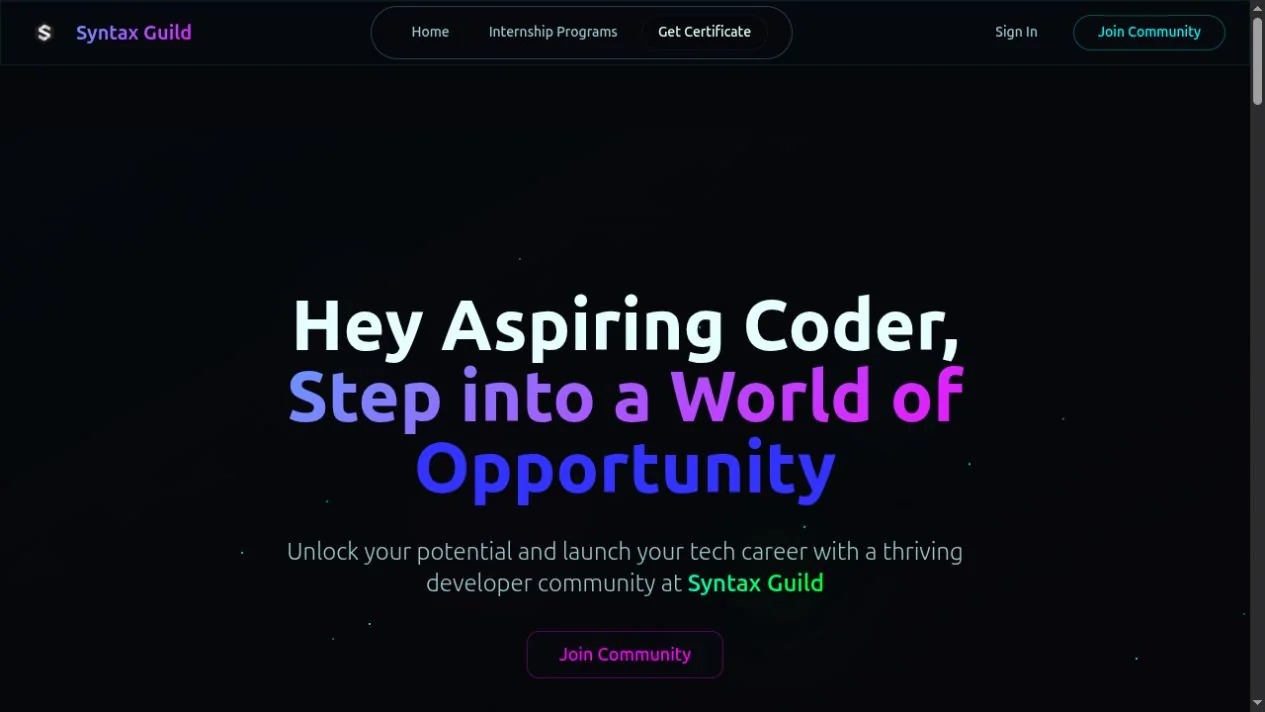 S
Syntax Guild
Home
Internship Programs
Get Certificate
Sign In
Join Community
Hey Aspiring Coder,
Step into a World of
Opportunity
Unlock your potential and launch your tech career with a thriving
developer community at Syntax Guild
Join Community